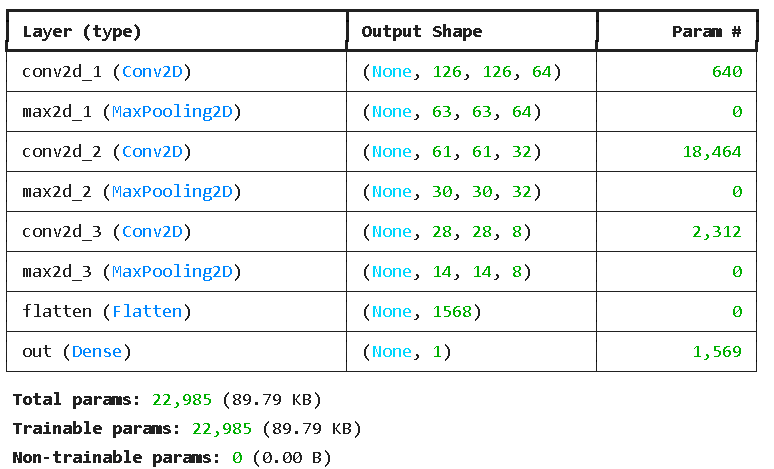 Layer (type) Output Shape Param #
conv2d_1 (Conv2D) (None, 126, 126, 64) 640
max2d_1 (MaxPooling2D) (None, 63, 63, 64) 0
conv2d_2 (Conv2D) (None, 61, 61, 32) 18,464
max2d_2 (MaxPooling2D) (None, 30, 30, 32) 0
conv2d_3 (Conv2D) (None, 28, 28, 8) 2,312
max2d_3 (MaxPooling2D) (None, 14, 14, 8) 0
flatten (Flatten) (None, 1568) 0
out (Dense) (None, 1) 1,569
Total params: 22,985 (89.79 KB)
Trainable params: 22,985 (89.79 KB)
Non-trainable params: 0 (0.00 B)